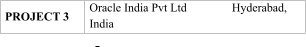 PROJECT 3
Oracle India Pvt Ltd Hyderabad,
India